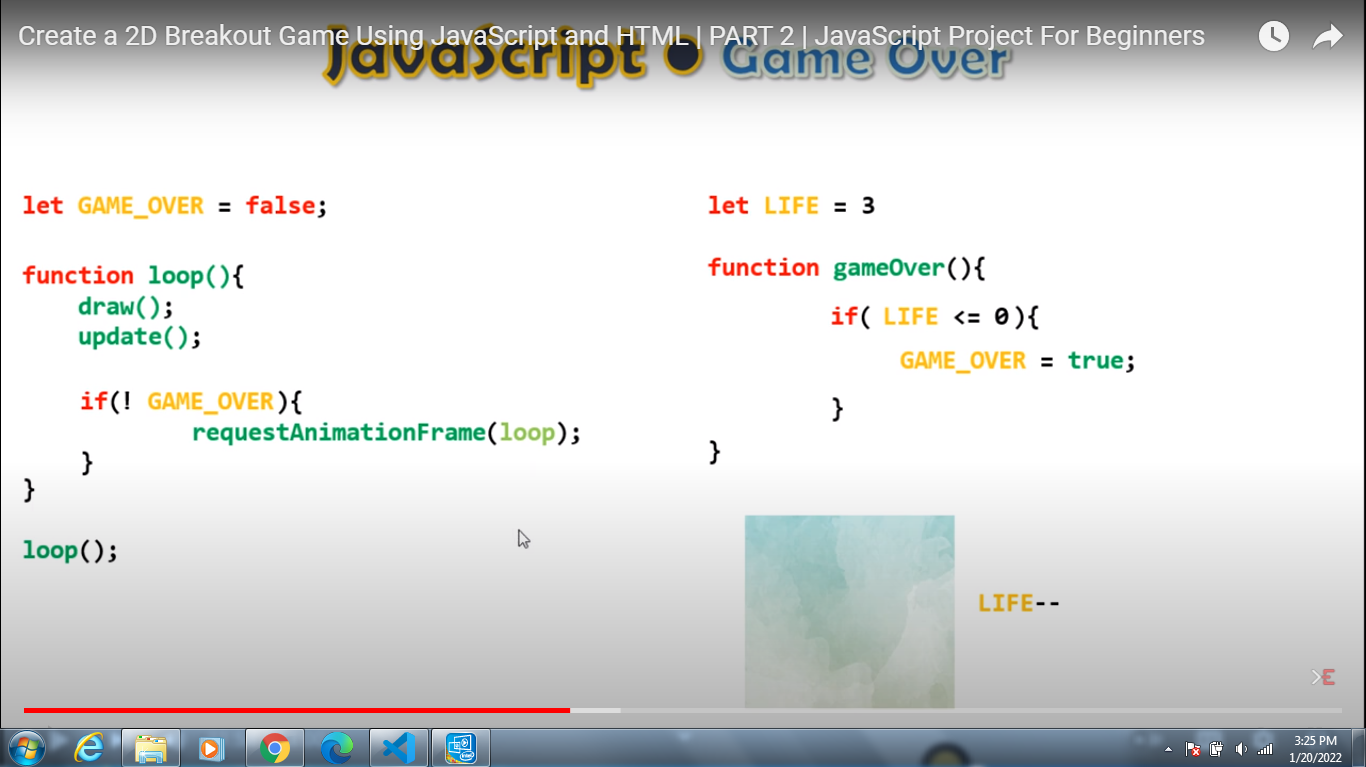 Create a 2D Breakout Game Using JavaScript and HTML | PART 2 | JavaScript Project For Beginners
JavaScript ● Game Over
let GAME_OVER = false;
function loop(){
draw();
update();
if(! GAME_OVER){
requestAnimationFrame(loop);
}
}
loop();
let LIFE = 3
function gameOver(){
if( LIFE <= 0){
GAME_OVER = true;
}
}
LIFE--
>E
3:25 PM
1/20/2022